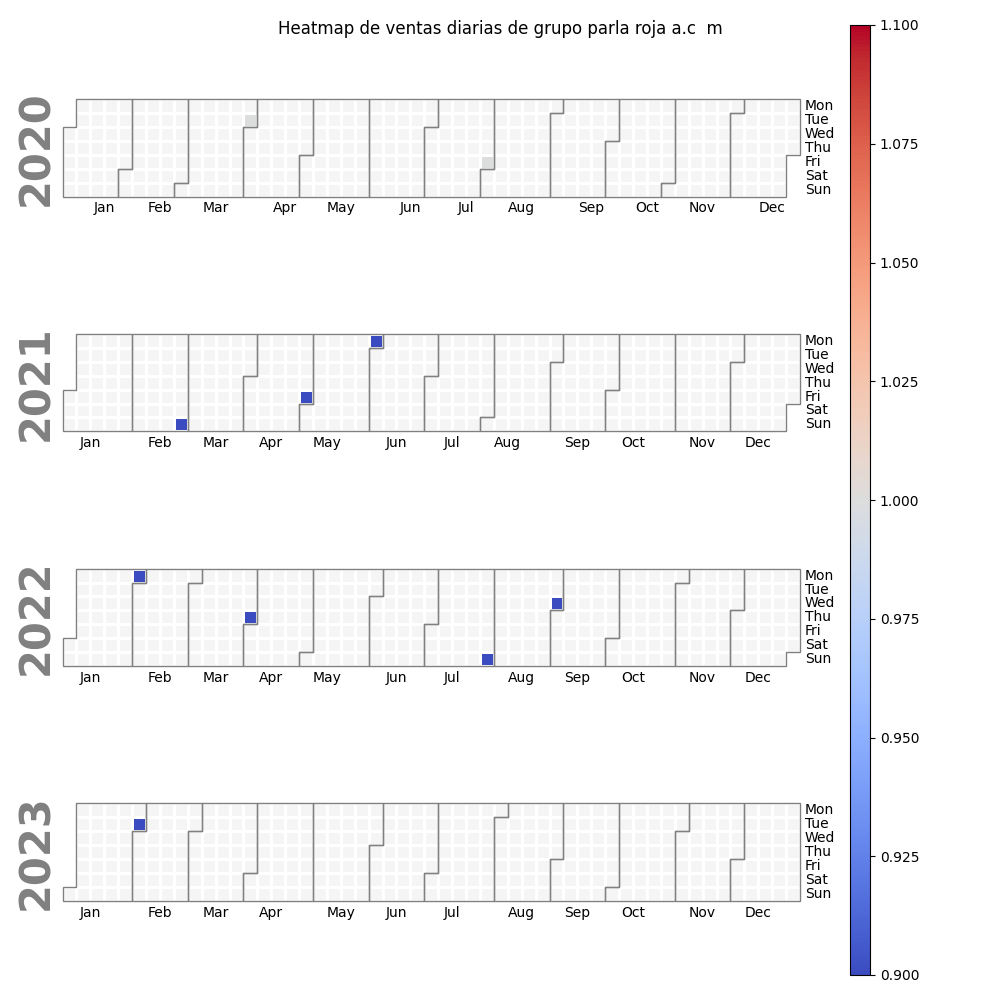 Heatmap de ventas diarias de grupo parla roja a.c  m
2020
Mon
Tue
Wed
Thu
Fri
Sat
Sun
Jan Feb Mar Apr May Jun Jul Aug Sep Oct Nov Dec
2021
Mon
Tue
Wed
Thu
Fri
Sat
Sun
Jan Feb Mar Apr May Jun Jul Aug Sep Oct Nov Dec
2022
Mon
Tue
Wed
Thu
Fri
Sat
Sun
Jan Feb Mar Apr May Jun Jul Aug Sep Oct Nov Dec
2023
Mon
Tue
Wed
Thu
Fri
Sat
Sun
Jan Feb Mar Apr May Jun Jul Aug Sep Oct Nov Dec
1.100
1.075
1.050
1.025
1.000
0.975
0.950
0.925
0.900